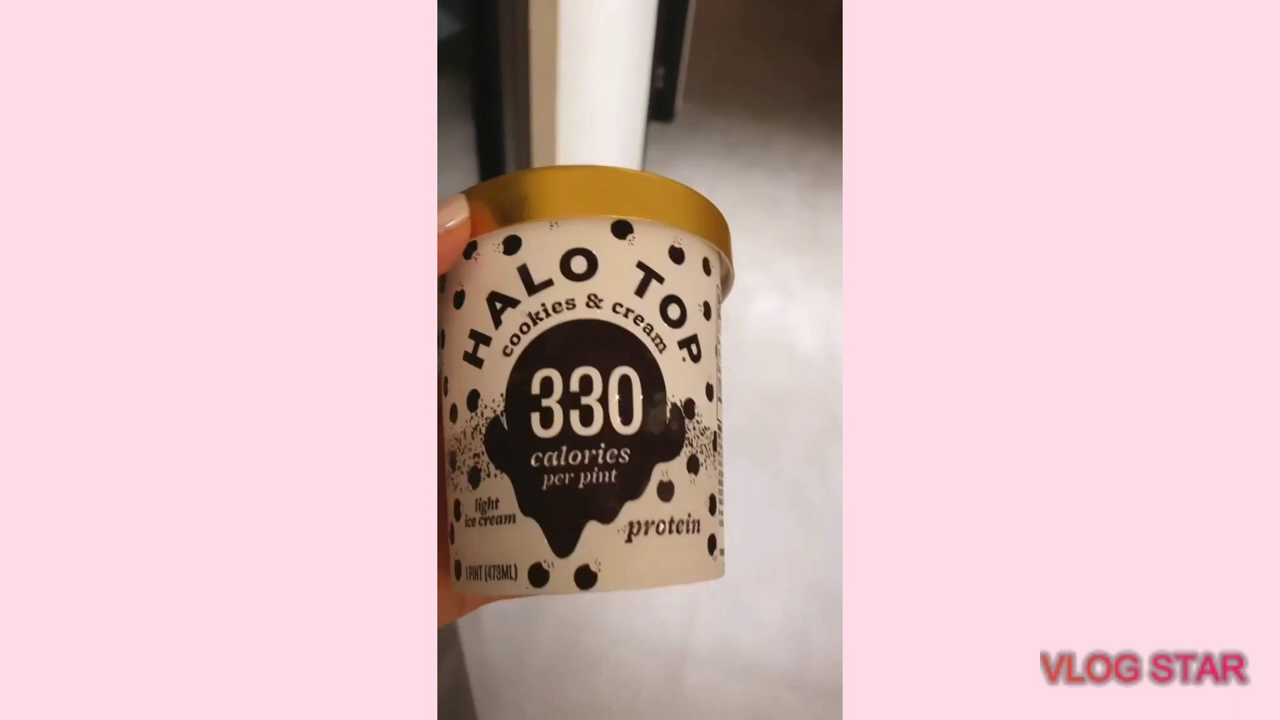 HALO TOP
cookies & cream
330
calories
per pint
light
ice cream
protein
1 PINT (473ML)
VLOG STAR